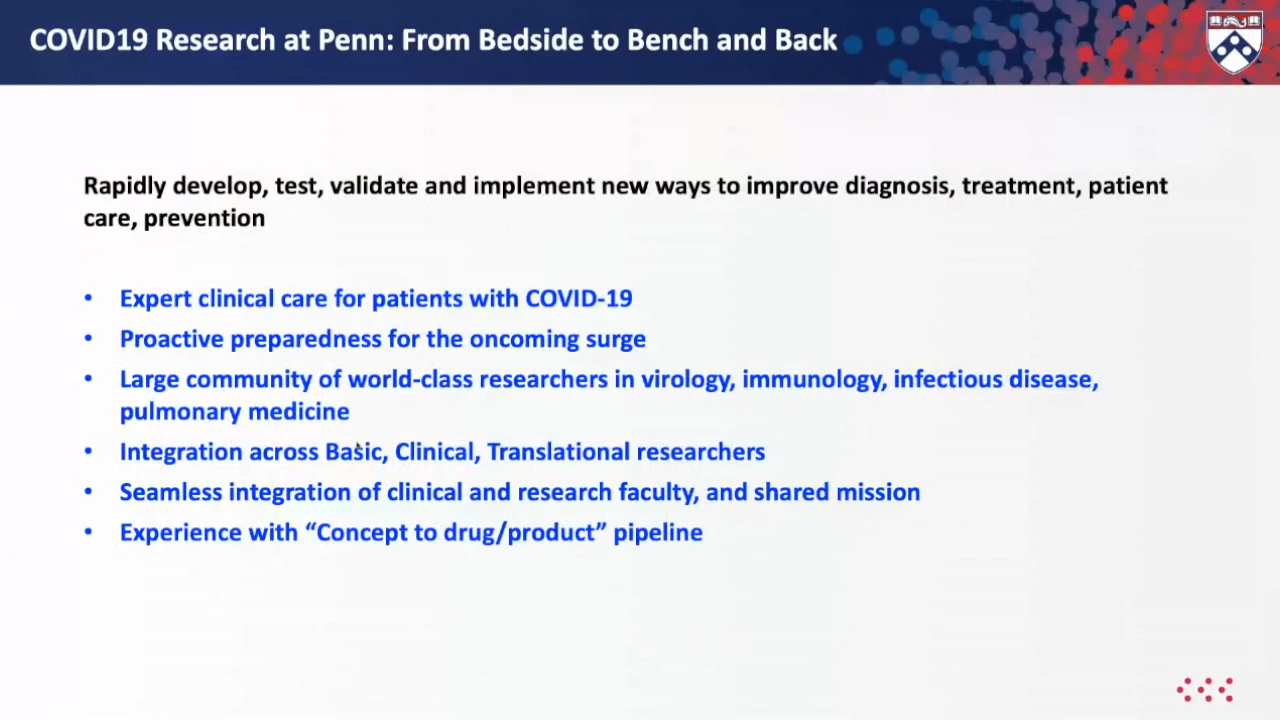 COVID19 Research at Penn: From Bedside to Bench and Back
Rapidly develop, test, validate and implement new ways to improve diagnosis, treatment, patient
care, prevention
• Expert clinical care for patients with COVID-19
• Proactive preparedness for the oncoming surge
• Large community of world-class researchers in virology, immunology, infectious disease,
pulmonary medicine
• Integration across Basic, Clinical, Translational researchers
• Seamless integration of clinical and research faculty, and shared mission
• Experience with “Concept to drug/product” pipeline